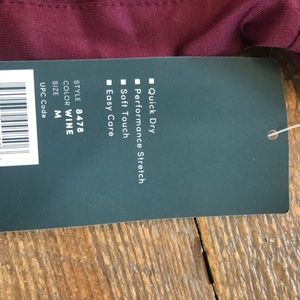 ■ Quick Dry
■ Performance Stretch
■ Soft Touch
■ Easy Care
STYLE 8478
COLOR WINE
SIZE M
UPC Code